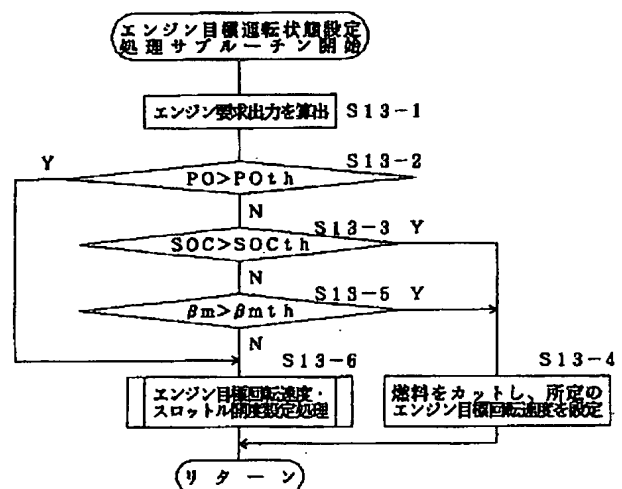 エンジン目標運転状態設定
処理サブルーチン開始
エンジン要求出力を算出 S13-1
S13-2
Y
PO>POth
N
S13-3 Y
SOC>SOCth
N
S13-5 Y
βm>βmth
N
S13-6
S13-4
エンジン目標回転速度・
スロットル開度設定処理
燃料をカットし、所定の
エンジン目標回転速度を設定
リターン